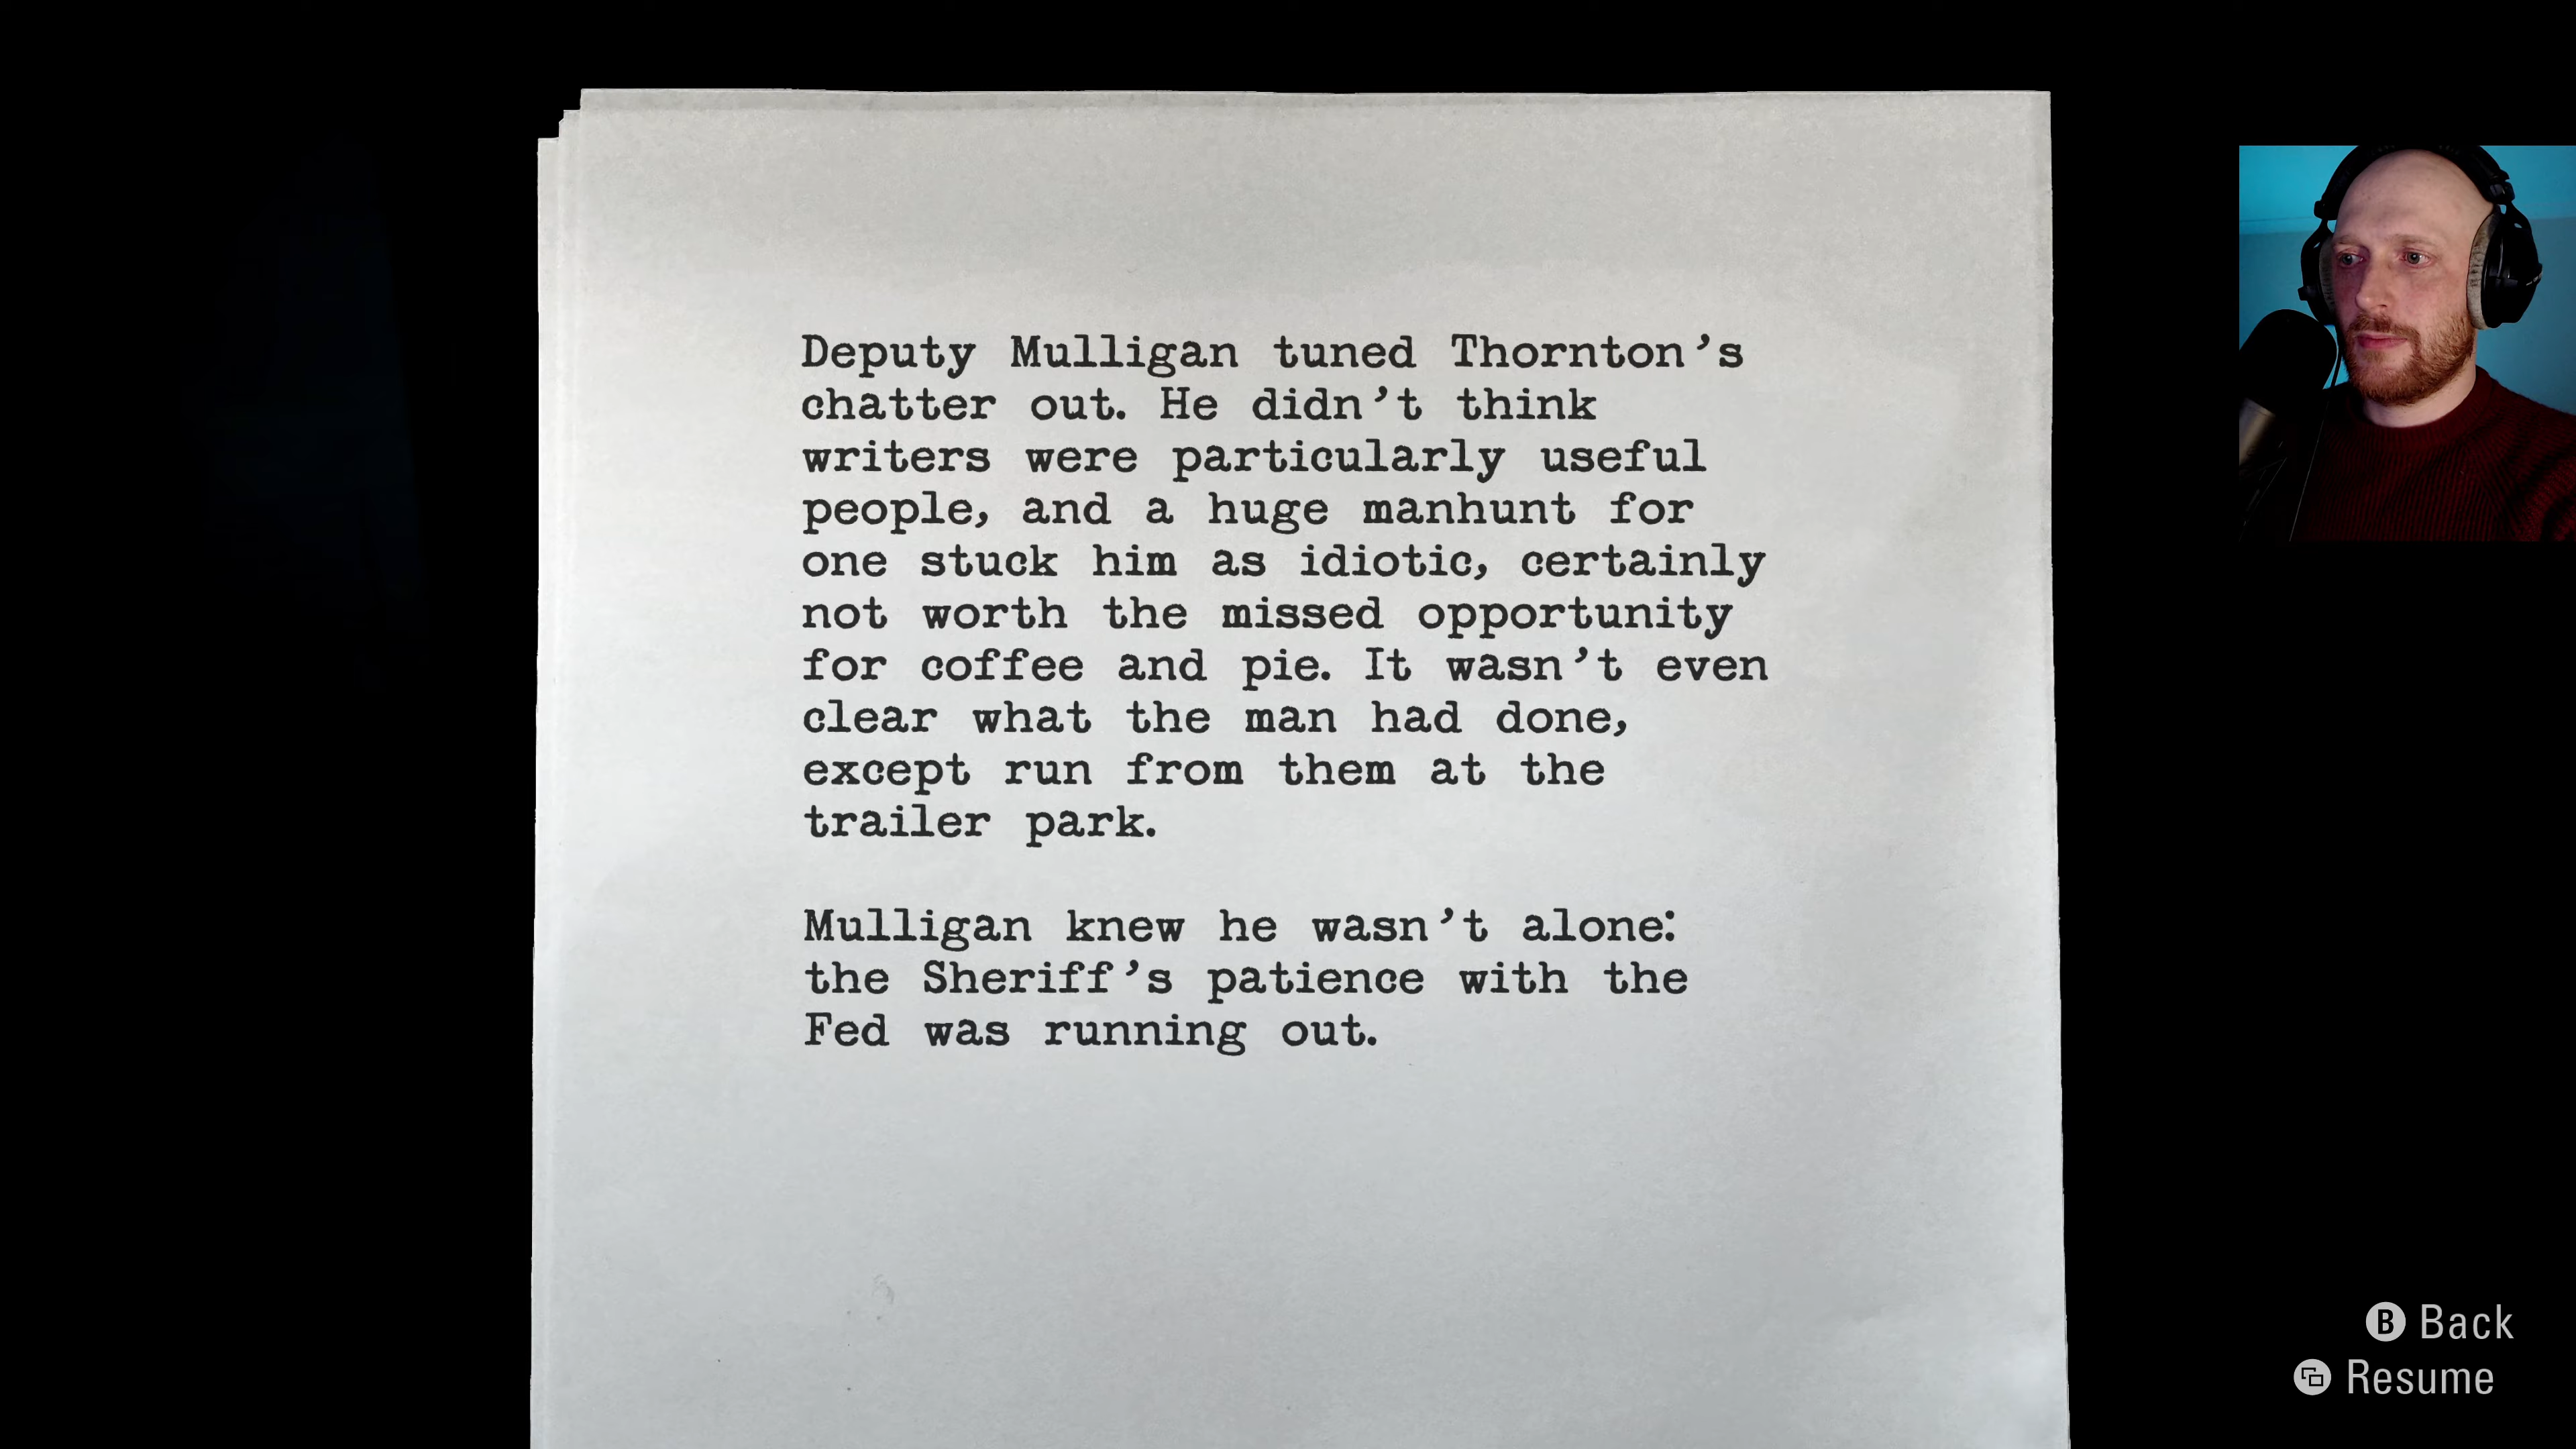 Deputy Mulligan tuned Thornton’s
chatter out. He didn’t think
writers were particularly useful
people, and a huge manhunt for
one stuck him as idiotic, certainly
not worth the missed opportunity
for coffee and pie. It wasn’t even
clear what the man had done,
except run from them at the
trailer park.
Mulligan knew he wasn’t alone:
the Sheriff’s patience with the
Fed was running out.
B Back
Resume